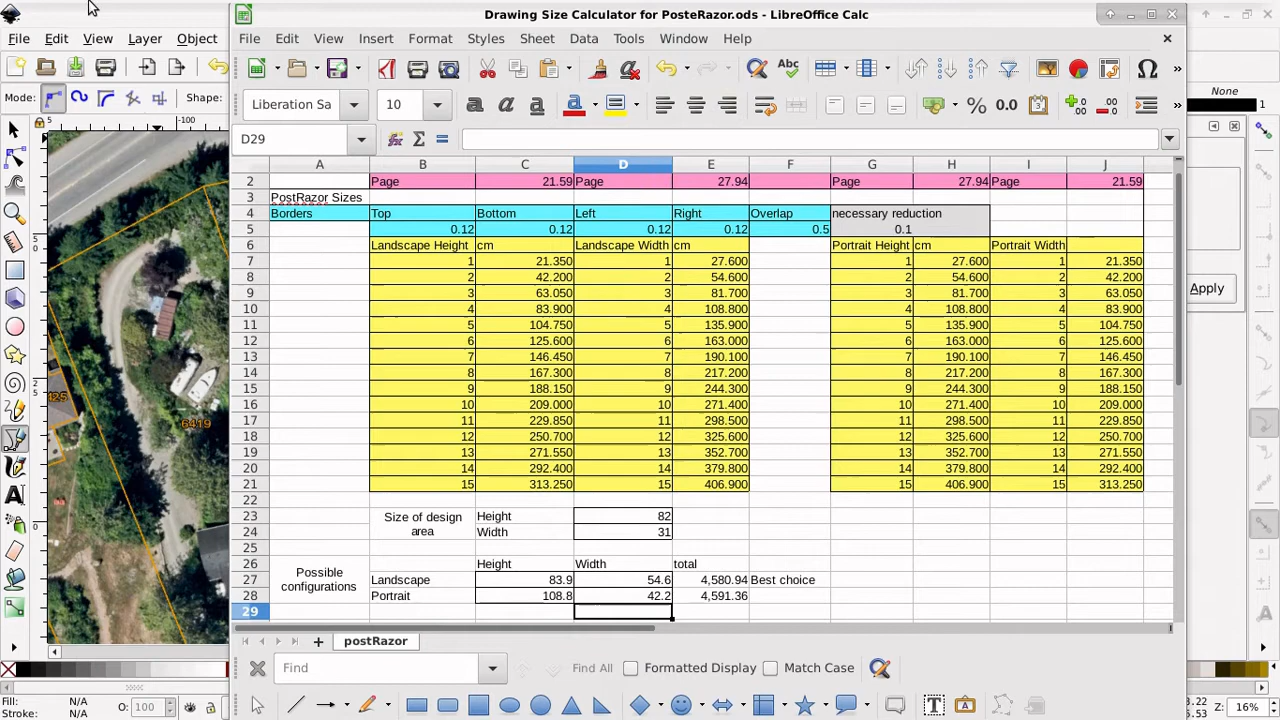 Drawing Size Calculator for PosteRazor.ods - LibreOffice Calc
File Edit View Layer Object
File Edit View Insert Format Styles Sheet Data Tools Window Help
Mode: Shape:
None
Liberation Sa 10
1
D29
5 -100
A B C D E F G H I J
2 Page 21.59 Page 27.94 Page 27.94 Page 21.59
3 PostRazor Sizes
4 Borders Top Bottom Left Right Overlap necessary reduction
5 0.12 0.12 0.12 0.12 0.5 0.1
6 Landscape Height cm Landscape Width cm Portrait Height cm Portrait Width
7 1 21.350 1 27.600 1 27.600 1 21.350
8 2 42.200 2 54.600 2 54.600 2 42.200
9 3 63.050 3 81.700 3 81.700 3 63.050
10 4 83.900 4 108.800 4 108.800 4 83.900
11 5 104.750 5 135.900 5 135.900 5 104.750
12 6 125.600 6 163.000 6 163.000 6 125.600
13 7 146.450 7 190.100 7 190.100 7 146.450
14 8 167.300 8 217.200 8 217.200 8 167.300
15 9 188.150 9 244.300 9 244.300 9 188.150
16 10 209.000 10 271.400 10 271.400 10 209.000
17 11 229.850 11 298.500 11 298.500 11 229.850
18 12 250.700 12 325.600 12 325.600 12 250.700
19 13 271.550 13 352.700 13 352.700 13 271.550
20 14 292.400 14 379.800 14 379.800 14 292.400
21 15 313.250 15 406.900 15 406.900 15 313.250
22
23 Size of design area Height 82
24 Width 31
25
26 Height Width total
27 Possible configurations Landscape 83.9 54.6 4,580.94 Best choice
28 Portrait 108.8 42.2 4,591.36
29
Apply
425
6419
postRazor
Find Find All Formatted Display Match Case
Fill: N/A
Stroke: N/A
O: 100
3.22
6.53
Z: 16%